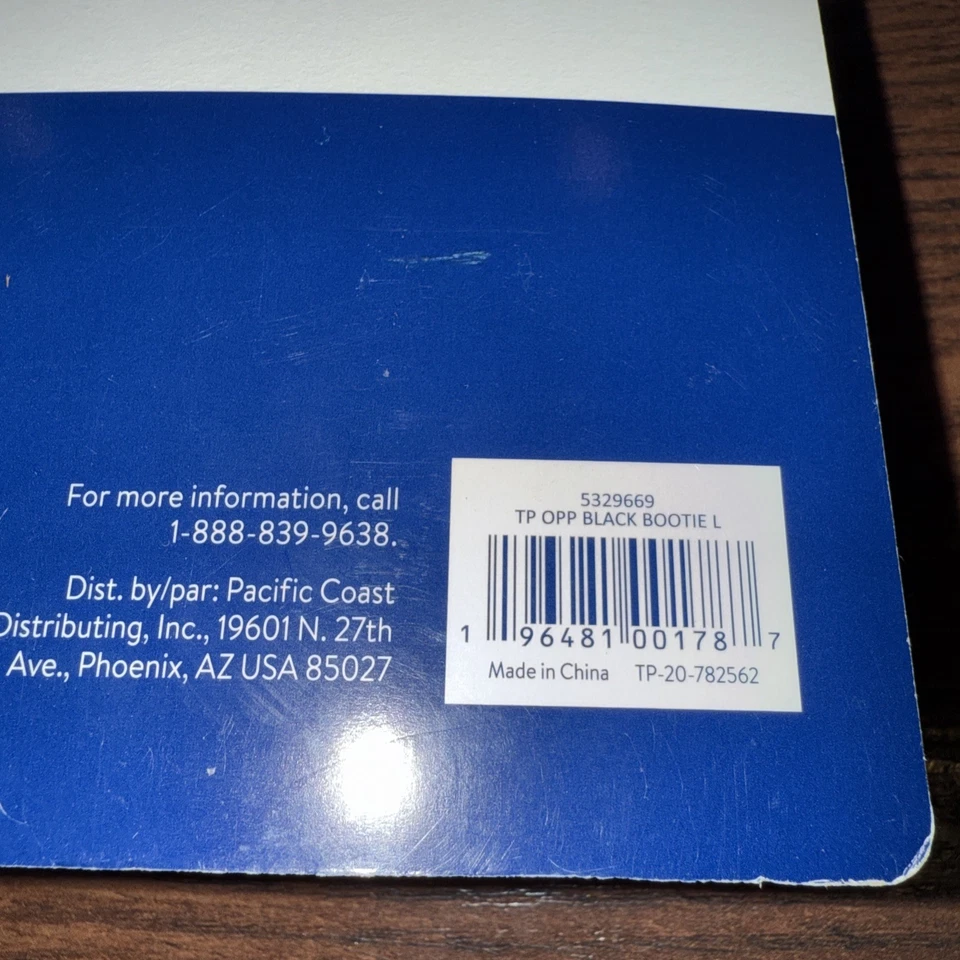 For more information, call
1-888-839-9638.
Dist. by/par: Pacific Coast
Distributing, Inc., 19601 N. 27th
Ave., Phoenix, AZ USA 85027
5329669
TP OPP BLACK BOOTIE L
1 96481 00178 7
Made in China TP-20-782562